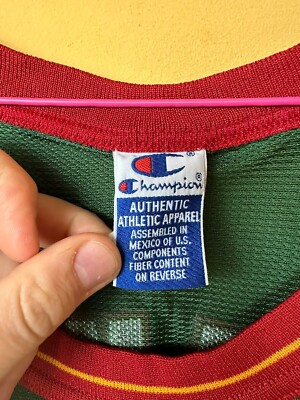 ®
Champion®
AUTHENTIC
ATHLETIC APPAREL
ASSEMBLED IN
MEXICO OF U.S.
COMPONENTS
FIBER CONTENT
ON REVERSE